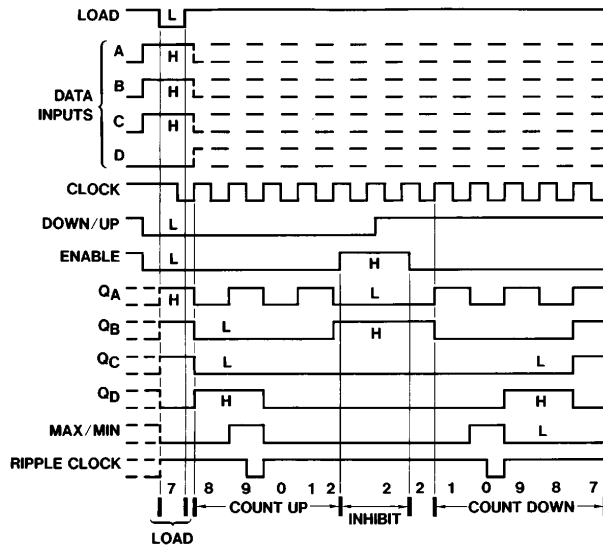 LOAD L
A H
B H
DATA
INPUTS
C H
D
CLOCK
DOWN/UP L
ENABLE L H
QA H L
QB L H
QC L L
QD H H
MAX/MIN L
RIPPLE CLOCK
7 8 9 0 1 2 2 2 1 0 9 8 7
COUNT UP INHIBIT COUNT DOWN
LOAD